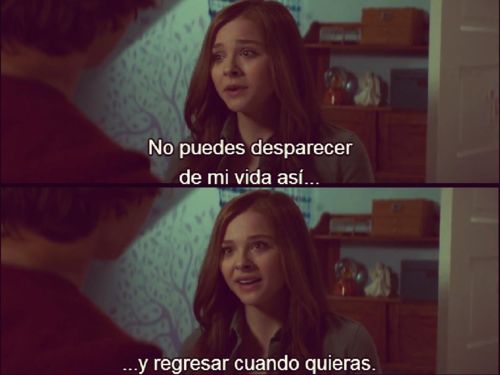 No puedes desparecer
de mi vida así...
...y regresar cuando quieras.